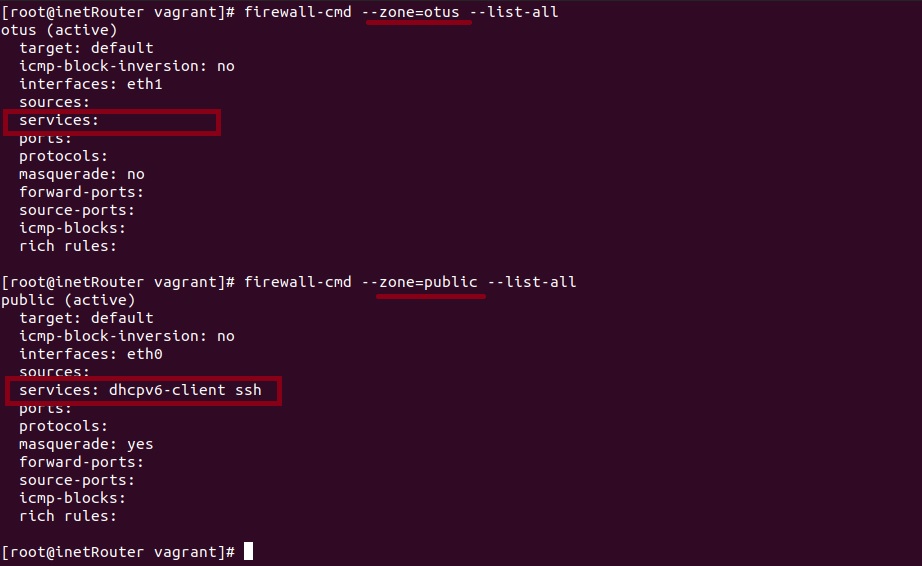 [root@inetRouter vagrant]# firewall-cmd --zone=otus --list-all
otus (active)
  target: default
  icmp-block-inversion: no
  interfaces: eth1
  sources:
  services:
  ports:
  protocols:
  masquerade: no
  forward-ports:
  source-ports:
  icmp-blocks:
  rich rules:

[root@inetRouter vagrant]# firewall-cmd --zone=public --list-all
public (active)
  target: default
  icmp-block-inversion: no
  interfaces: eth0
  sources:
  services: dhcpv6-client ssh
  ports:
  protocols:
  masquerade: yes
  forward-ports:
  source-ports:
  icmp-blocks:
  rich rules:

[root@inetRouter vagrant]#